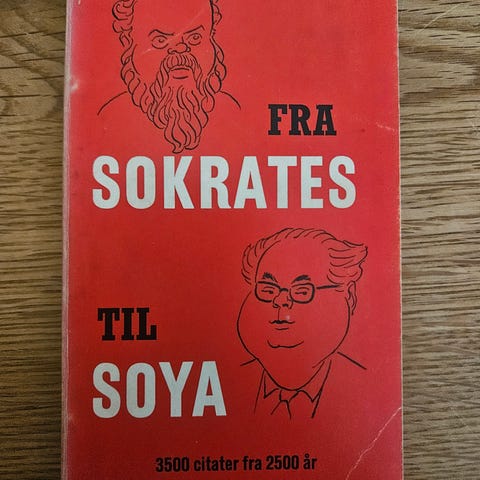 FRA
SOKRATES
TIL
SOYA
3500 citater fra 2500 år